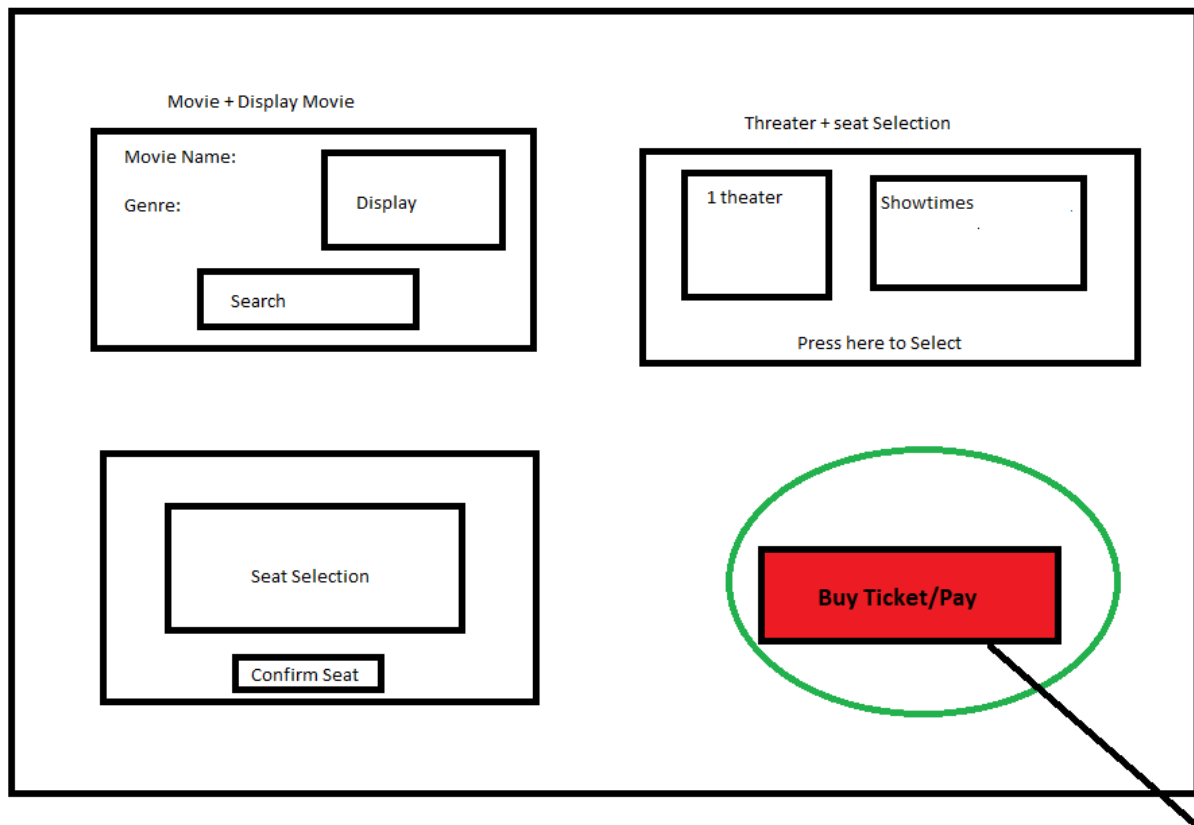 Movie + Display Movie
Movie Name:
Genre:
Display
Search
Threater + seat Selection
1 theater
Showtimes
Press here to Select
Seat Selection
Confirm Seat
Buy Ticket/Pay